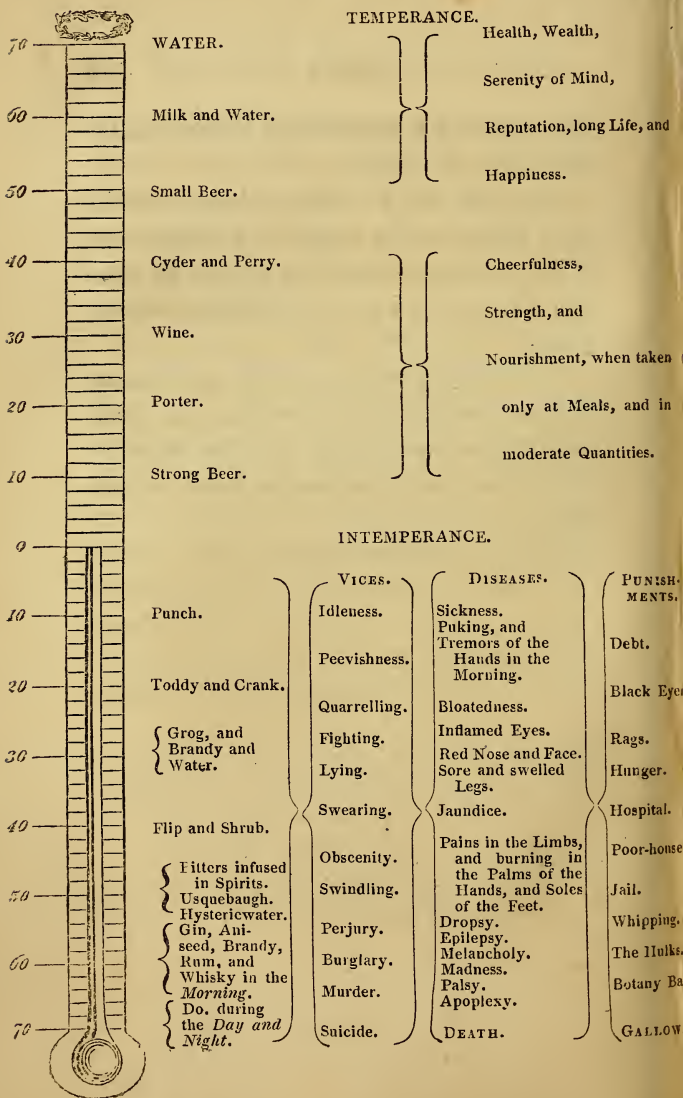 TEMPERANCE.
70
WATER.
60
Milk and Water.
50
Small Beer.
Health, Wealth,
Serenity of Mind,
Reputation, long Life, and
Happiness.
40
Cyder and Perry.
30
Wine.
20
Porter.
10
Strong Beer.
Cheerfulness,
Strength, and
Nourishment, when taken
only at Meals, and in
moderate Quantities.
0
INTEMPERANCE.
10
Punch.
20
Toddy and Crank.
30
Grog, and
Brandy and
Water.
40
Flip and Shrub.
50
Bitters infused
in Spirits.
Usquebaugh.
Hystericwater.
60
Gin, Ani-
seed, Brandy,
Rum, and
Whisky in the
Morning.
70
Do. during
the Day and
Night.
VICES.
Idleness.
Peevishness.
Quarrelling.
Fighting.
Lying.
Swearing.
Obscenity.
Swindling.
Perjury.
Burglary.
Murder.
Suicide.
DISEASES.
Sickness.
Puking, and
Tremors of the
Hands in the
Morning.
Bloatedness.
Inflamed Eyes.
Red Nose and Face.
Sore and swelled
Legs.
Jaundice.
Pains in the Limbs,
and burning in
the Palms of the
Hands, and Soles
of the Feet.
Dropsy.
Epilepsy.
Melancholy.
Madness.
Palsy.
Apoplexy.
DEATH.
PUNISH-
MENTS.
Debt.
Black Eye
Rags.
Hunger.
Hospital.
Poor-house
Jail.
Whipping.
The Hulks.
Botany Ba
GALLOW